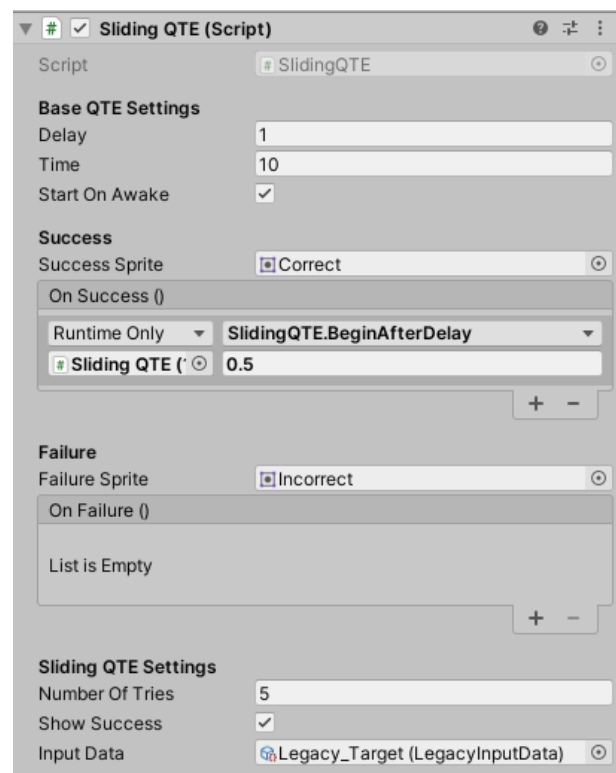 Sliding QTE (Script)
Script SlidingQTE
Base QTE Settings
Delay 1
Time 10
Start On Awake
Success
Success Sprite Correct
On Success ()
Runtime Only SlidingQTE.BeginAfterDelay
Sliding QTE ( 0.5
+ −
Failure
Failure Sprite Incorrect
On Failure ()
List is Empty
+ −
Sliding QTE Settings
Number Of Tries 5
Show Success
Input Data Legacy_Target (LegacyInputData)